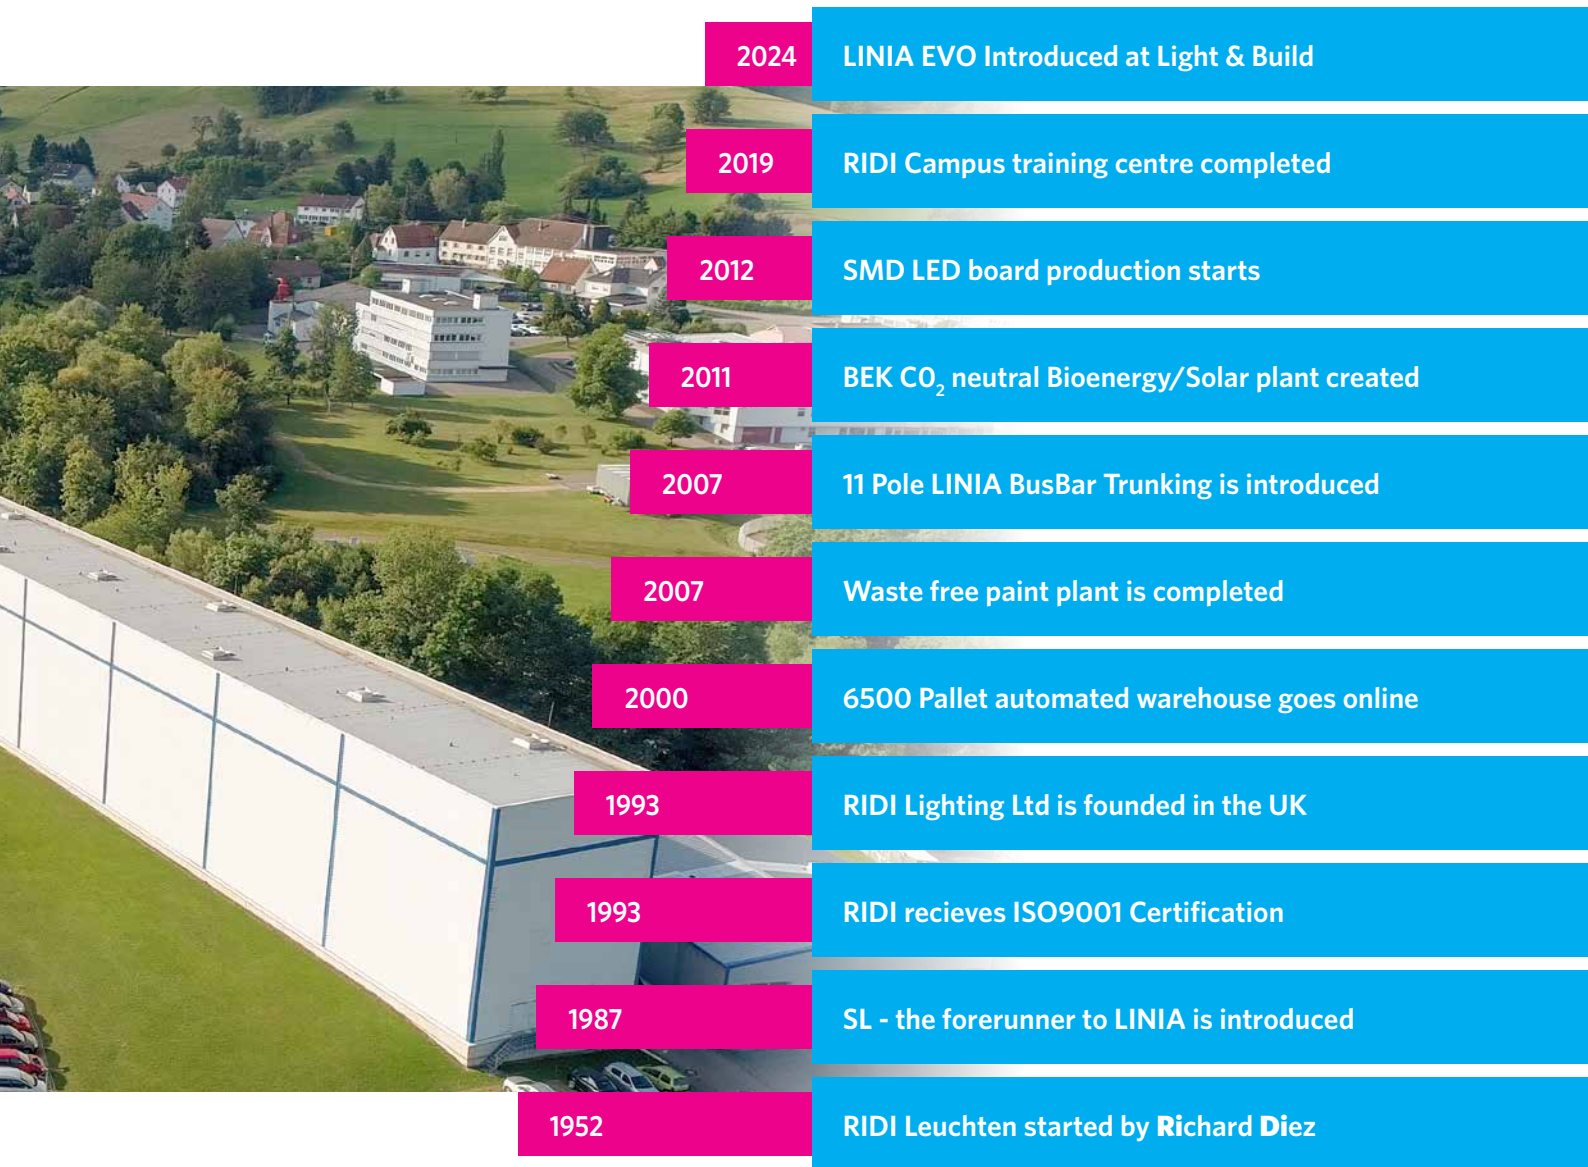 2024 LINIA EVO Introduced at Light & Build
2019 RIDI Campus training centre completed
2012 SMD LED board production starts
2011 BEK C0₂ neutral Bioenergy/Solar plant created
2007 11 Pole LINIA BusBar Trunking is introduced
2007 Waste free paint plant is completed
2000 6500 Pallet automated warehouse goes online
1993 RIDI Lighting Ltd is founded in the UK
1993 RIDI recieves ISO9001 Certification
1987 SL - the forerunner to LINIA is introduced
1952 RIDI Leuchten started by Richard Diez